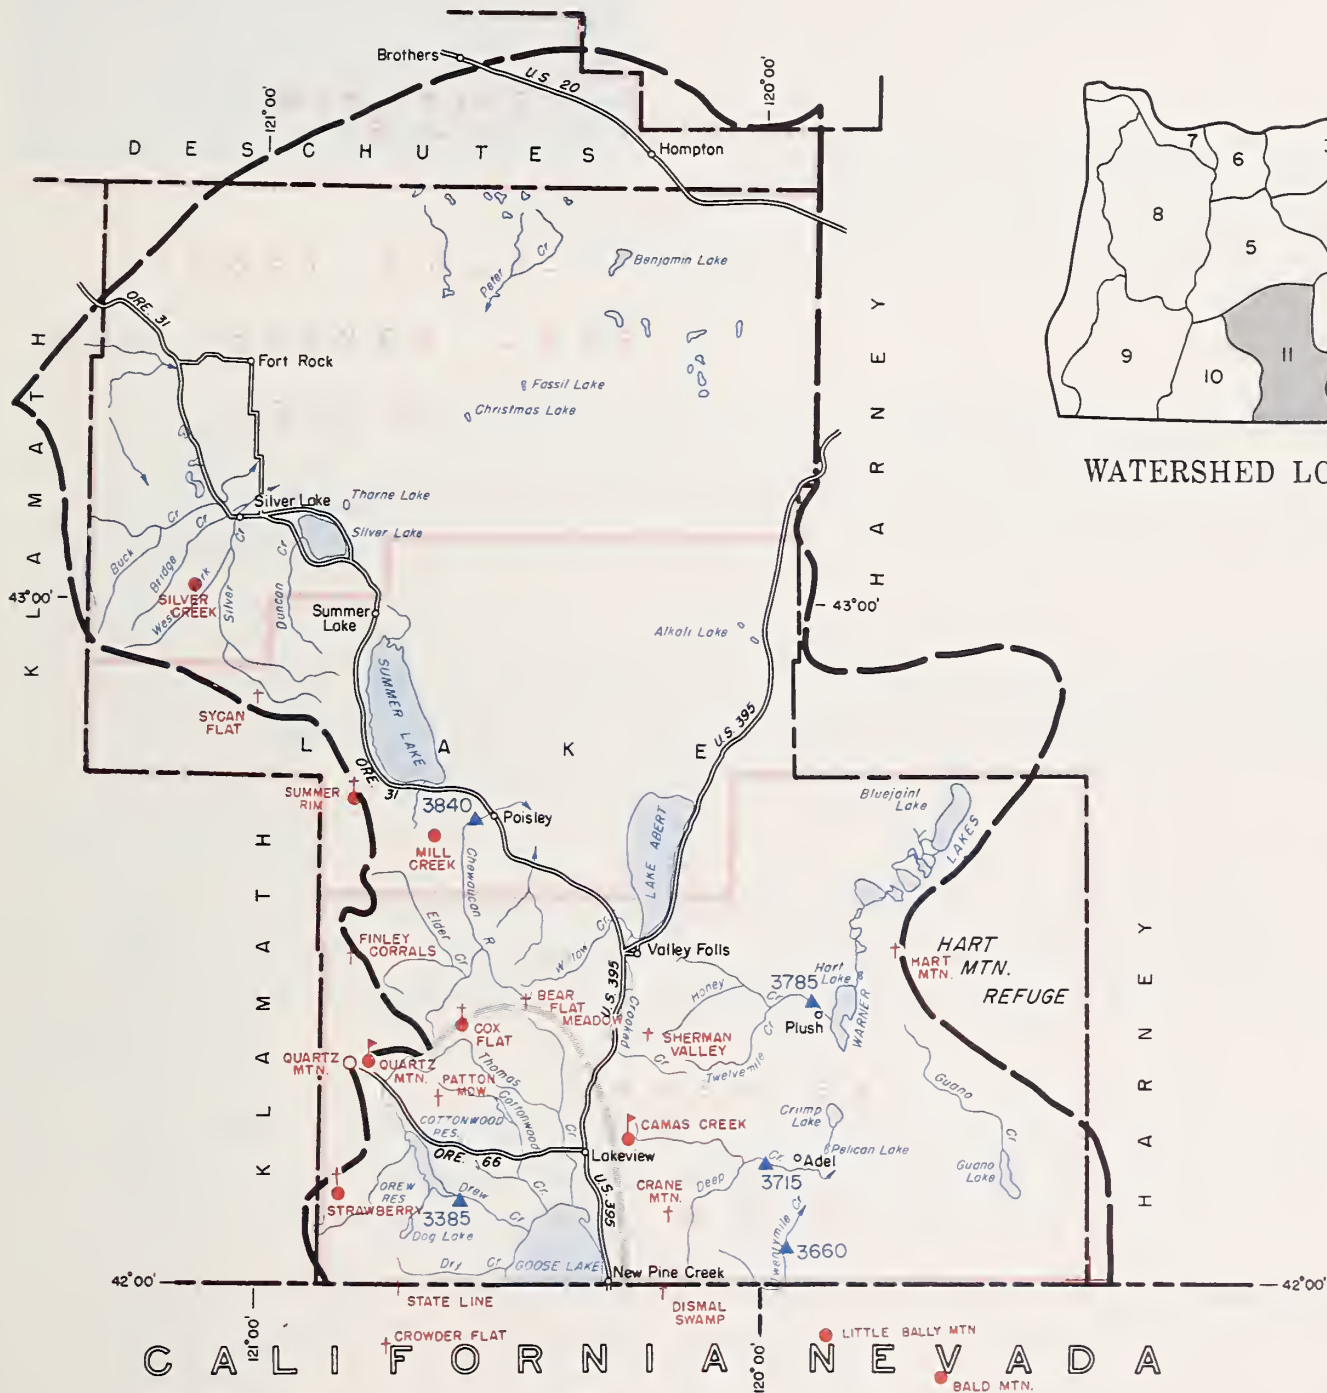 Brothers
U.S. 20
120°00'
121°00'
DESCHUTES
Hompton
7
6
8
5
9
10
11
WATERSHED LO
Peter Cr
Benjamin Lake
ORE. 31
Fort Rock
Fossil Lake
Christmas Lake
KLAMATH
HARNEY
Silver Lake
Thorne Lake
Silver Lake
Buck Cr
Bridge Cr
West Fork
Silver Cr
Duncan Cr
SILVER CREEK
43°00'
43°00'
Summer Lake
Alkali Lake
SUMMER LAKE
SYCAN FLAT
LAKE
U.S. 395
ORE. 31
SUMMER RIM
3840
Poisley
MILL CREEK
Chewaucan R
LAKE ABERT
Bluejoint Lake
WARNER LAKES
KLAMATH
Elder Cr
Willow Cr.
Valley Falls
FINLEY CORRALS
HART MTN. REFUGE
HART MTN.
HARNEY
Hart Lake
3785
Plush
BEAR FLAT MEADOW
COX FLAT
U.S. 395
Crooked Cr
Honey Cr
SHERMAN VALLEY
Twelvemile Cr
QUARTZ MTN.
QUARTZ MTN.
Thomas Cr
PATTON MDW.
Cottonwood Cr.
COTTONWOOD RES.
Guano Cr
Guano Lake
Crump Lake
Pelican Lake
CAMAS CREEK
ORE. 66
Lakeview
Adel
Deep Cr.
3715
CRANE MTN.
STRAWBERRY
DREW RES
Drew Cr
3385
Dog Lake
U.S. 395
Twentymile Cr
3660
Dry Cr
GOOSE LAKE
New Pine Creek
42°00'
42°00'
STATE LINE
DISMAL SWAMP
121°00'
120°00'
CROWDER FLAT
LITTLE BALLY MTN
CALIFORNIA NEVADA
BALD MTN.